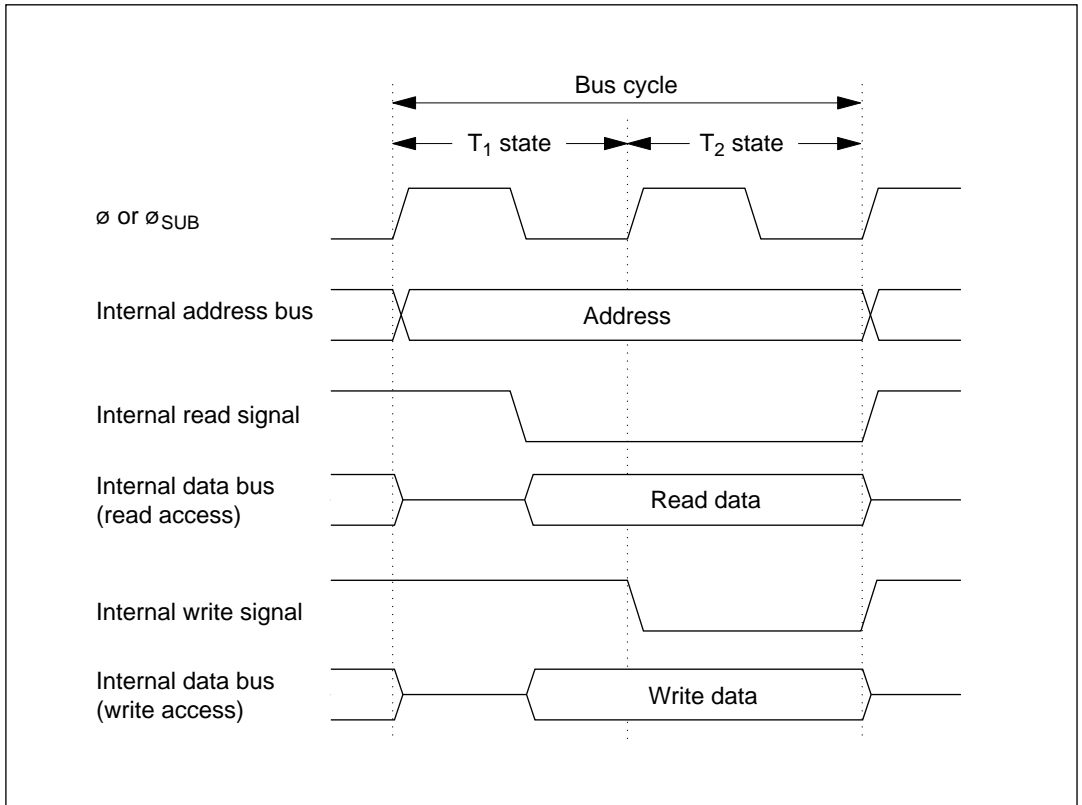 Bus cycle
T₁ state
T₂ state
ø or ø_SUB
Internal address bus
Address
Internal read signal
Internal data bus
(read access)
Read data
Internal write signal
Internal data bus
(write access)
Write data